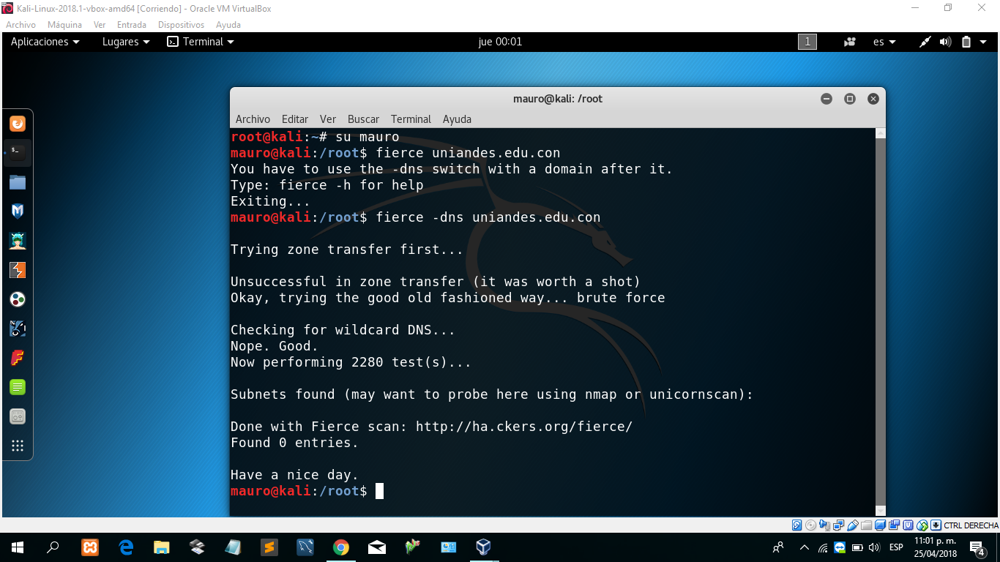 Kali-Linux-2018.1-vbox-amd64 [Corriendo] - Oracle VM VirtualBox
Archivo Máquina Ver Entrada Dispositivos Ayuda
Aplicaciones Lugares Terminal jue 00:01 1 es
mauro@kali: /root
Archivo Editar Ver Buscar Terminal Ayuda
root@kali:~# su mauro
mauro@kali:/root$ fierce uniandes.edu.con
You have to use the -dns switch with a domain after it.
Type: fierce -h for help
Exiting...
mauro@kali:/root$ fierce -dns uniandes.edu.con
Trying zone transfer first...
Unsuccessful in zone transfer (it was worth a shot)
Okay, trying the good old fashioned way... brute force
Checking for wildcard DNS...
Nope. Good.
Now performing 2280 test(s)...
Subnets found (may want to probe here using nmap or unicornscan):
Done with Fierce scan: http://ha.ckers.org/fierce/
Found 0 entries.
Have a nice day.
mauro@kali:/root$
CTRL DERECHA
ESP
11:01 p. m.
25/04/2018
4